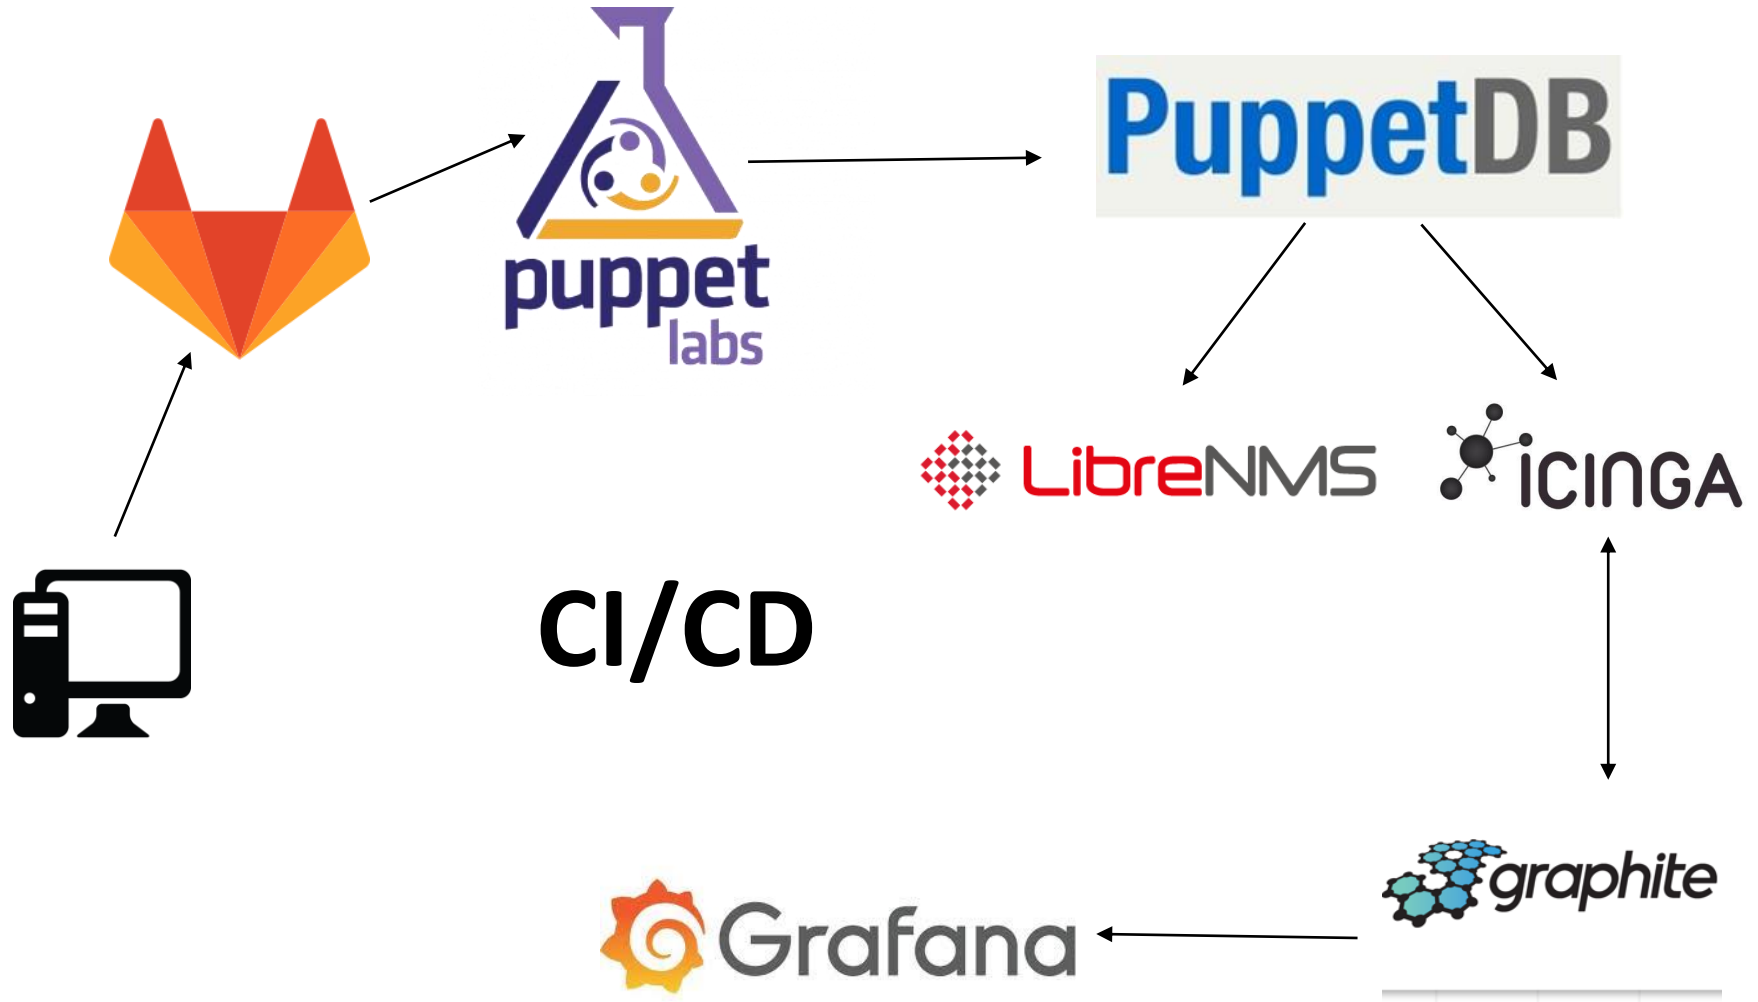 puppet
labs
PuppetDB
LibreNMS
ICINGA
CI/CD
graphite
Grafana